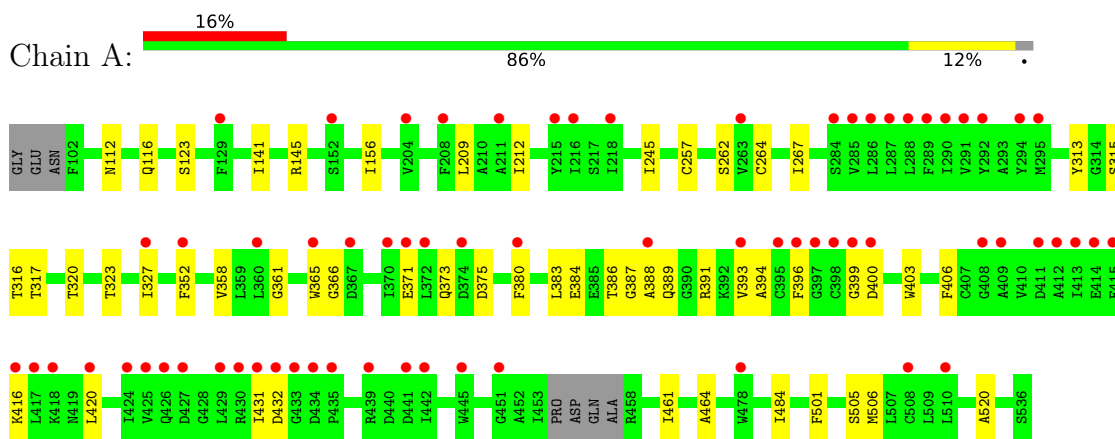 16%
Chain A:
86% 12% •
GLY GLU ASN F102 N112 Q116 S123 F129 I141 R145 S152 I156 V204 F208 L209 A210 A211 I212 Y215 I216 S217 I218 I245 C257 S262 V263 C264 I267 S284 V285 L286 L287 L288 F289 I290 V291 Y292 A293 Y294 M295 Y313 G314 S315
T316 T317 T320 T323 I327 F352 V358 L359 L360 G361 W365 G366 D367 I370 E371 L372 Q373 D374 D375 F380 L383 E384 E385 T386 G387 A388 Q389 G390 R391 K392 V393 A394 C395 F396 G397 C398 G399 D400 W403 F406 C407 G408 A409 V410 D411 A412 I413 E414
K416 L417 K418 N419 L420 I424 V425 Q426 D427 G428 L429 R430 I431 D432 G433 D434 P435 R439 D440 D441 I442 W445 G451 A452 I453 PRO ASP GLN ALA R458 I461 A464 W478 I484 F501 S505 M506 L507 C508 L509 L510 A520 S536